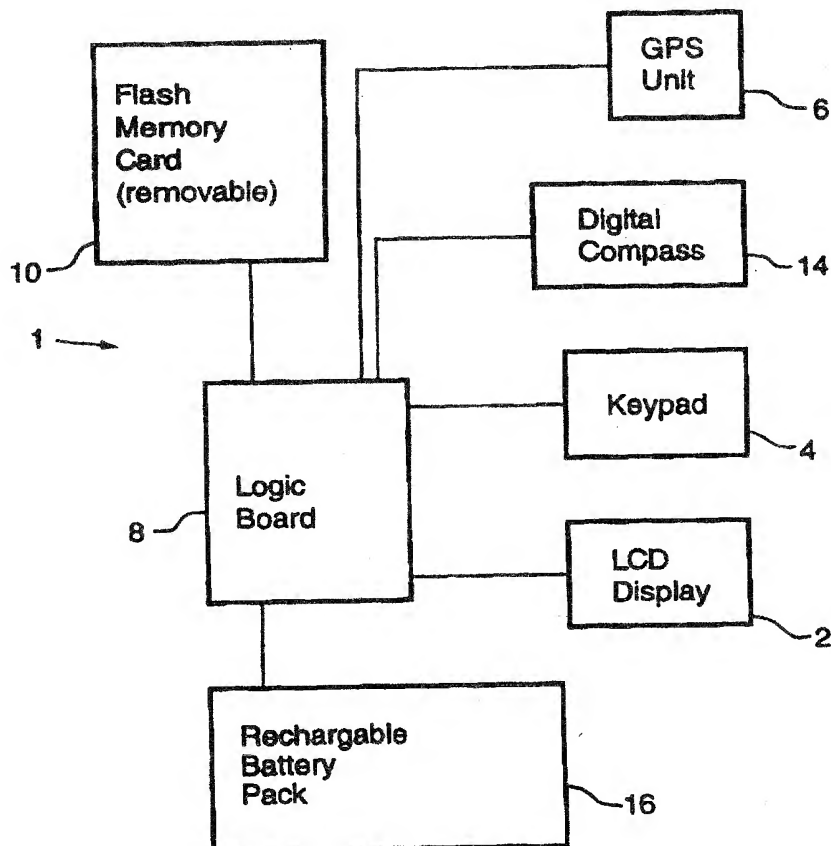 Flash
Memory
Card
(removable)
10
GPS
Unit
6
Digital
Compass
14
1
Keypad
4
Logic
Board
8
LCD
Display
2
Rechargable
Battery
Pack
16